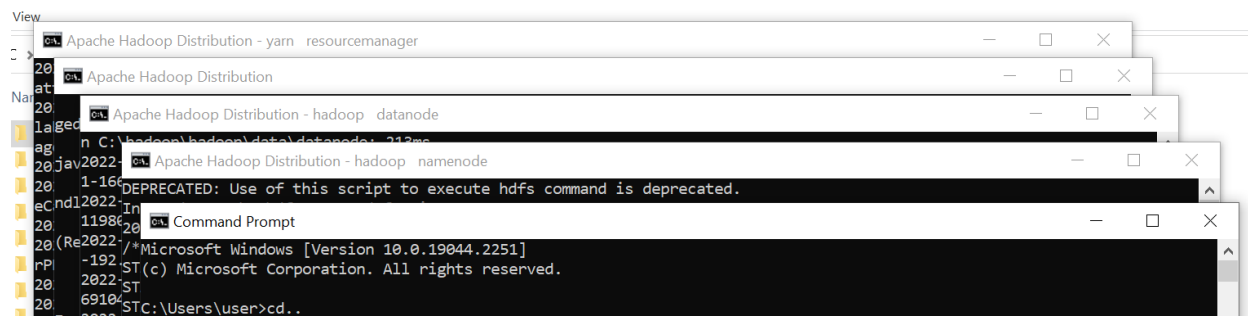 View
Apache Hadoop Distribution - yarn resourcemanager
Apache Hadoop Distribution
Apache Hadoop Distribution - hadoop datanode
n C:\hadoop\hadoop\data\datanode: 213ms
Apache Hadoop Distribution - hadoop namenode
DEPRECATED: Use of this script to execute hdfs command is deprecated.
Command Prompt
Microsoft Windows [Version 10.0.19044.2251]
(c) Microsoft Corporation. All rights reserved.
C:\Users\user>cd..